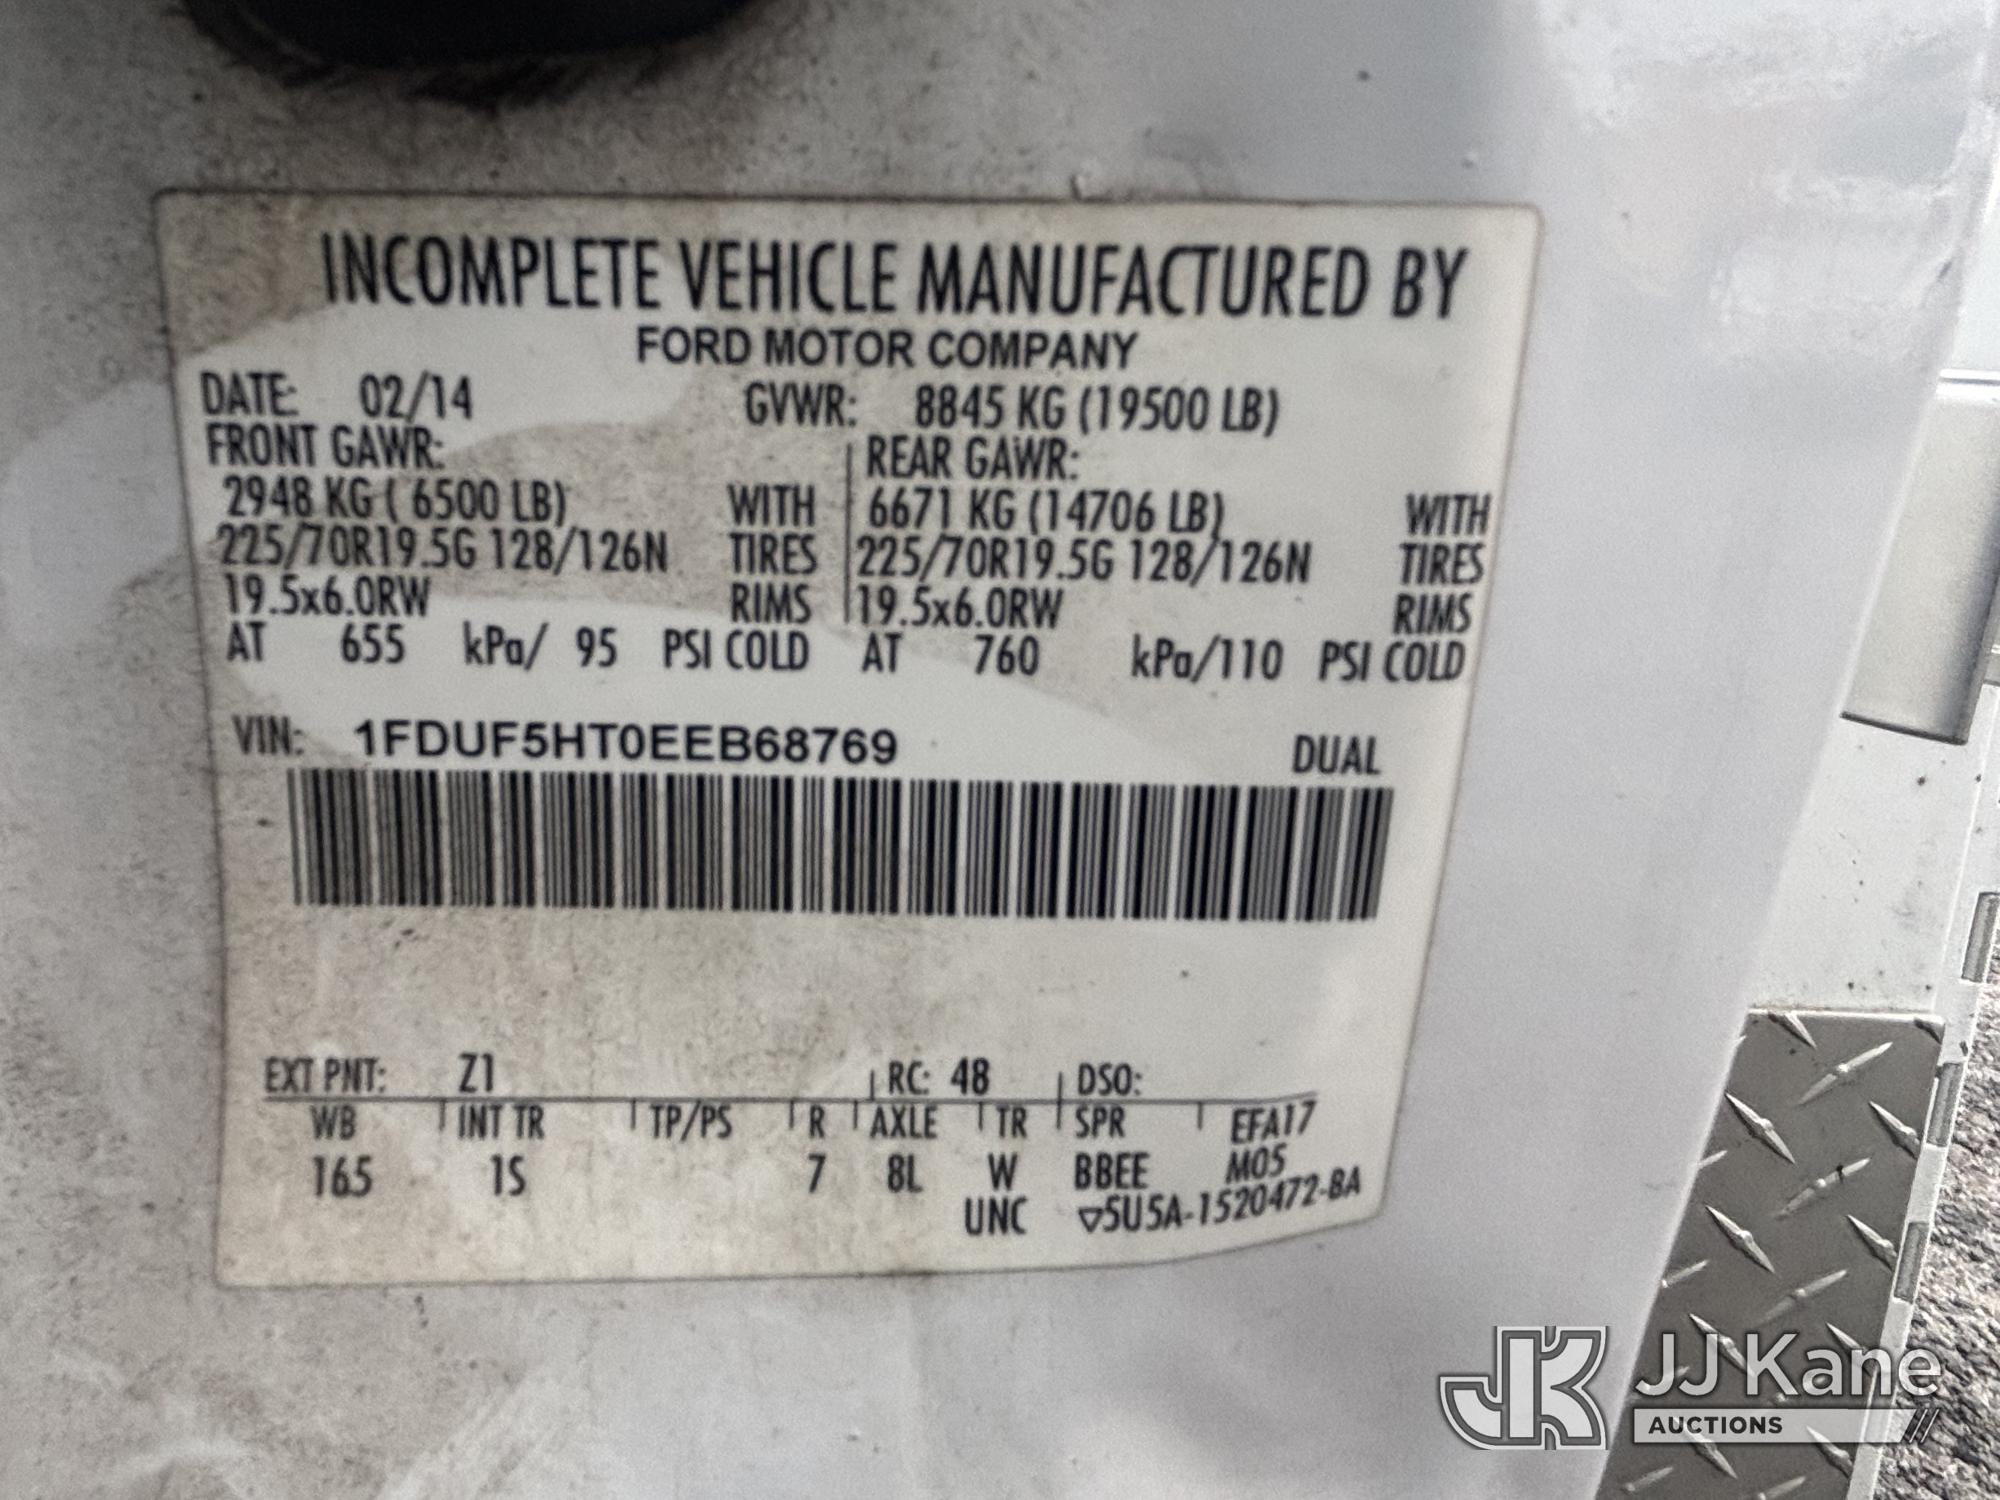 INCOMPLETE VEHICLE MANUFACTURED BY
FORD MOTOR COMPANY
DATE: 02/14 GVWR: 8845 KG (19500 LB)
FRONT GAWR: REAR GAWR:
2948 KG ( 6500 LB) WITH 6671 KG (14706 LB) WITH
225/70R19.5G 128/126N TIRES 225/70R19.5G 128/126N TIRES
19.5x6.0RW RIMS 19.5x6.0RW RIMS
AT 655 kPa/ 95 PSI COLD AT 760 kPa/110 PSI COLD
VIN: 1FDUF5HT0EEB68769 DUAL
EXT PNT: Z1 RC: 48 DSO:
WB INT TR TP/PS R AXLE TR SPR EFA17
165 1S 7 8L W BBEE M05
UNC ▽5U5A-1520472-BA
JK JJ Kane
AUCTIONS